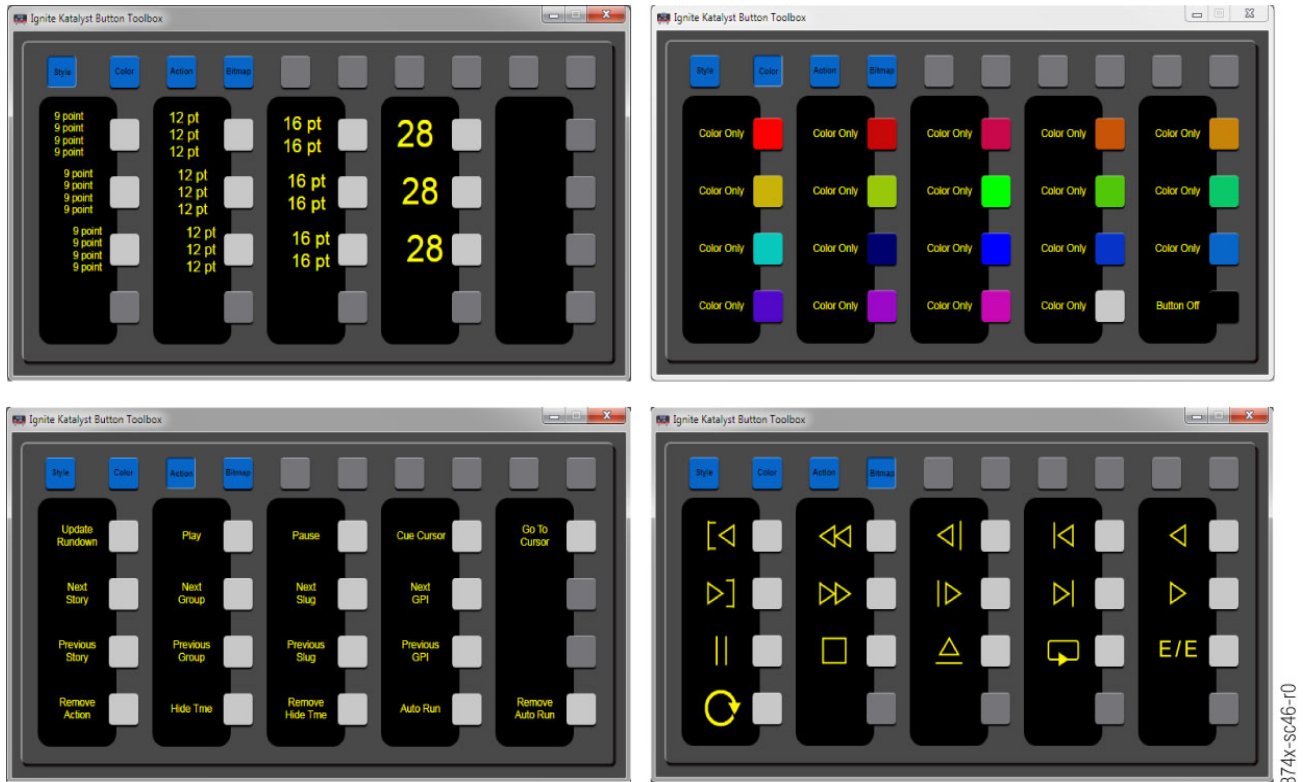 Ignite Katalyst Button Toolbox
Style Color Action Bitmap
9 point
9 point
9 point
9 point
12 pt
12 pt
12 pt
16 pt
16 pt
28
9 point
9 point
9 point
9 point
12 pt
12 pt
12 pt
16 pt
16 pt
28
9 point
9 point
9 point
9 point
12 pt
12 pt
12 pt
16 pt
16 pt
28
Ignite Katalyst Button Toolbox
Style Color Action Bitmap
Color Only Color Only Color Only Color Only Color Only
Color Only Color Only Color Only Color Only Color Only
Color Only Color Only Color Only Color Only Color Only
Color Only Color Only Color Only Color Only Button Off
Ignite Katalyst Button Toolbox
Style Color Action Bitmap
Update
Rundown
Play
Pause
Cue Cursor
Go To
Cursor
Next
Story
Next
Group
Next
Slug
Next
GPI
Previous
Story
Previous
Group
Previous
Slug
Previous
GPI
Remove
Action
Hide Tme
Remove
Hide Tme
Auto Run
Remove
Auto Run
Ignite Katalyst Button Toolbox
Style Color Action Bitmap
E/E
874x-sc46-r0